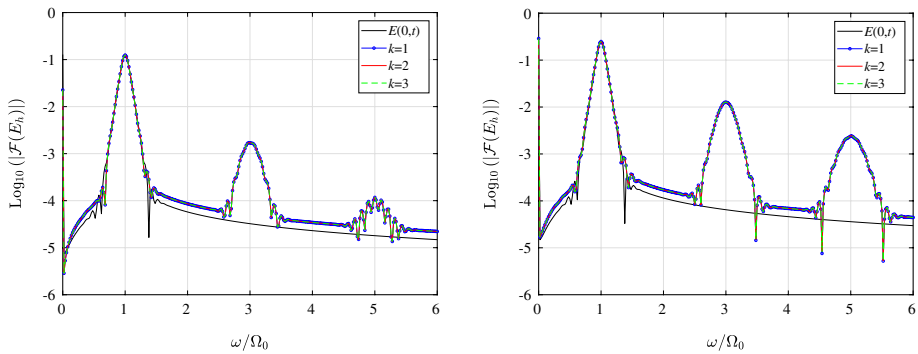 -1
-2
-3
-4
-5
-6
0
1
2
3
4
5
6
Log₁₀ (|ℱ(Eₕ)|)
ω/Ω₀
E(0,t)
k=1
k=2
k=3
0
-1
-2
-3
-4
-5
-6
0
1
2
3
4
5
6
Log₁₀ (|ℱ(Eₕ)|)
ω/Ω₀
E(0,t)
k=1
k=2
k=3